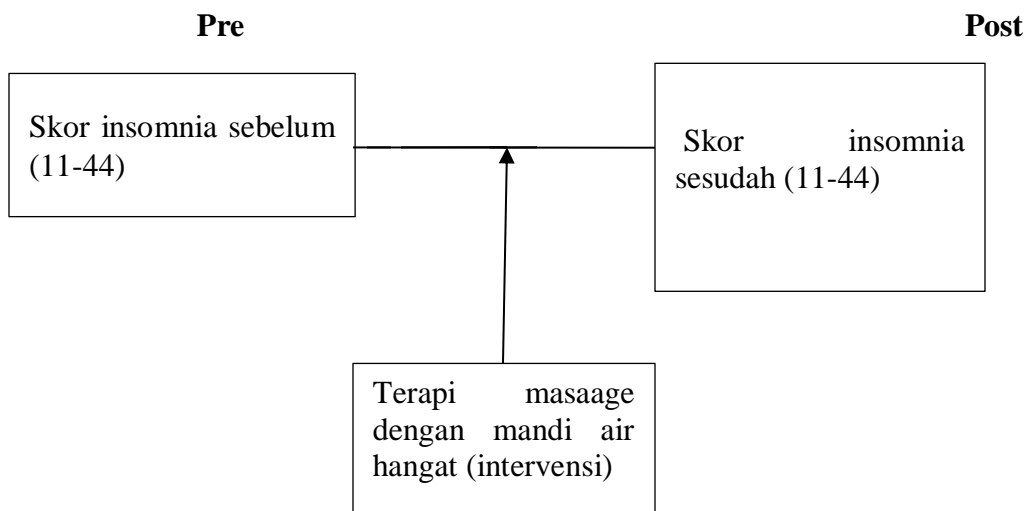 Pre
Post
Skor insomnia sebelum
(11-44)
Skor insomnia
sesudah (11-44)
Terapi masaage
dengan mandi air
hangat (intervensi)